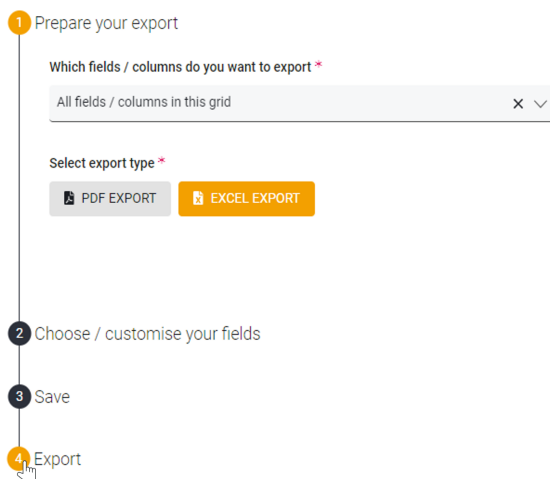 1 Prepare your export
Which fields / columns do you want to export *
All fields / columns in this grid
Select export type *
PDF EXPORT EXCEL EXPORT
2 Choose / customise your fields
3 Save
4 Export